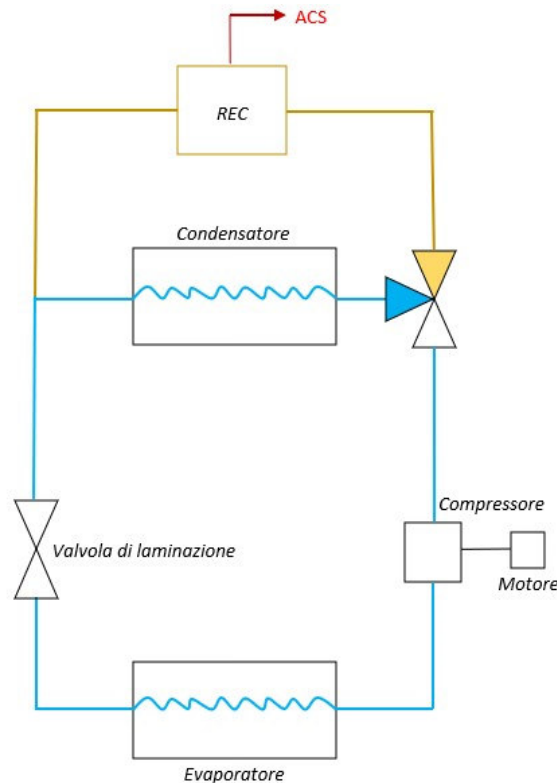 ACS
REC
Condensatore
Compressore
Valvola di laminazione
Motore
Evaporatore